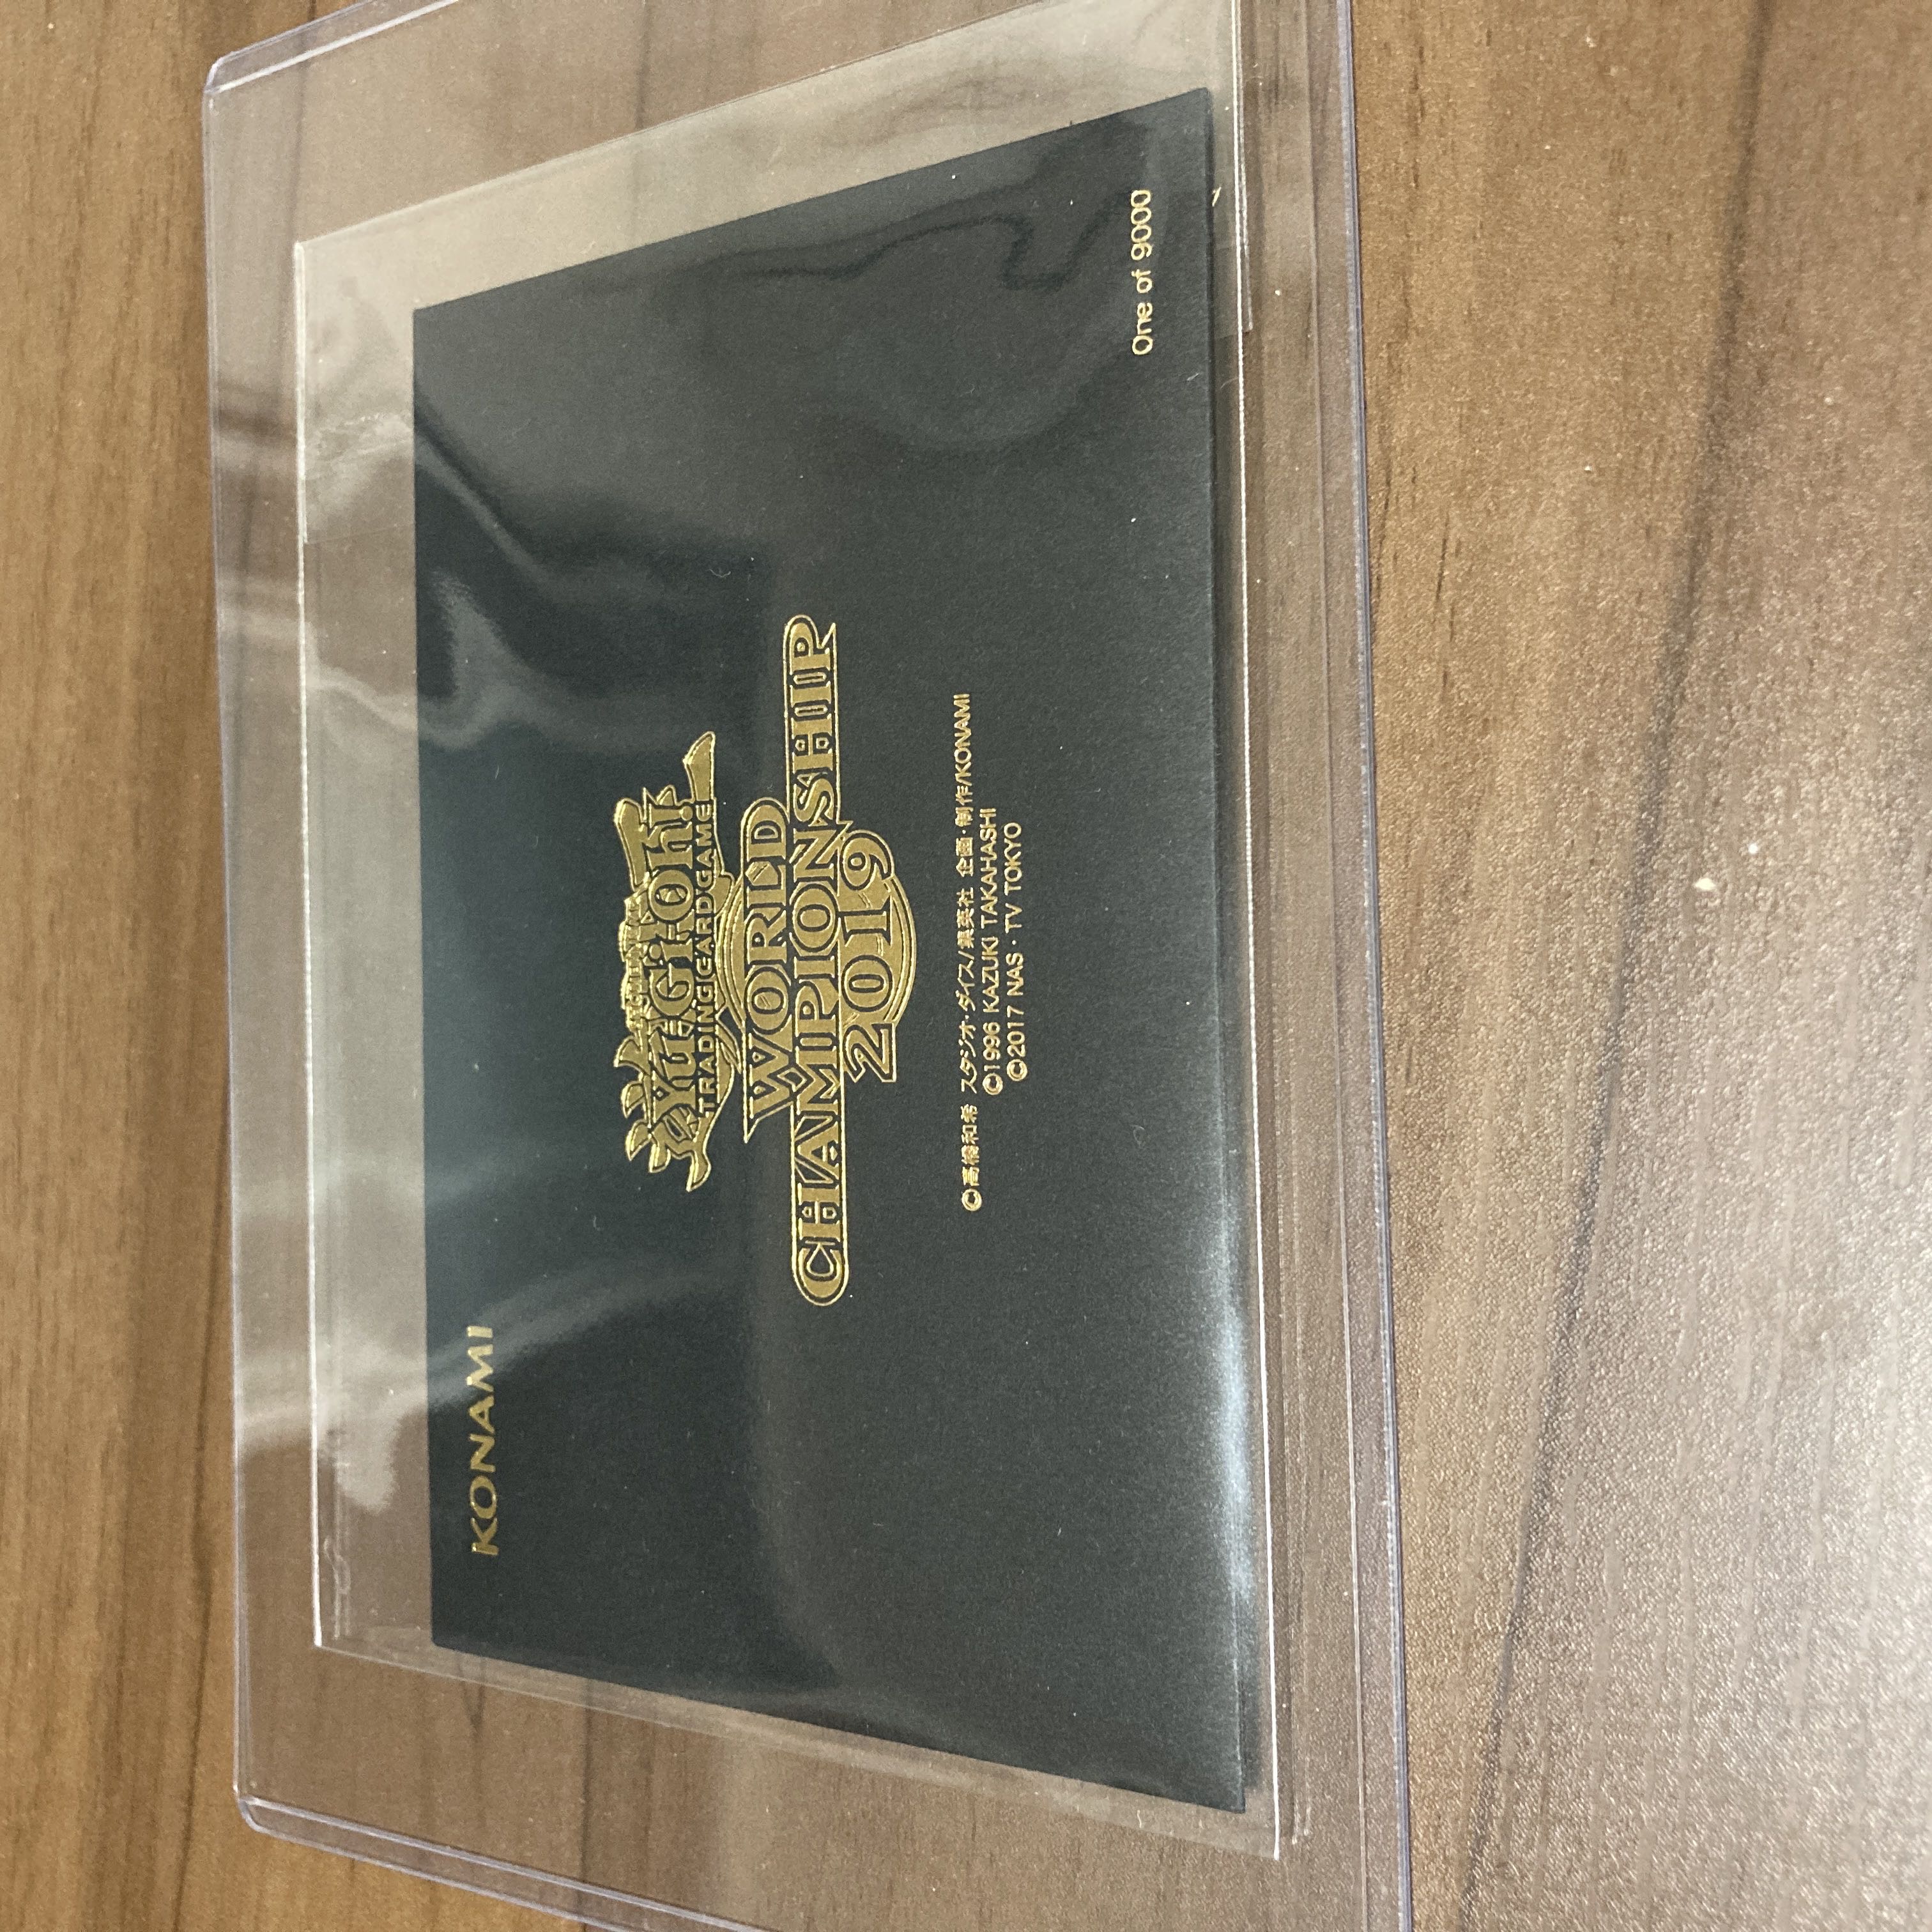 KONAMI
Yu-Gi-Oh!
TRADING CARD GAME
WORLD
CHAMPIONSHIP
2019
©高橋和希 スタジオ・ダイス/集英社 企画・制作/KONAMI
©1996 KAZUKI TAKAHASHI
©2017 NAS・TV TOKYO
One of 9000